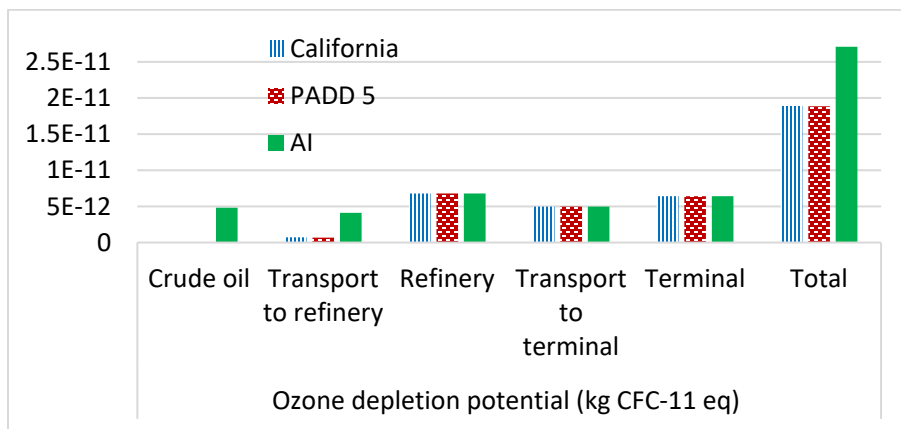 California
PADD 5
AI
2.5E-11
2E-11
1.5E-11
1E-11
5E-12
0
Crude oil Transport Refinery Transport Terminal Total
to refinery to
terminal
Ozone depletion potential (kg CFC-11 eq)